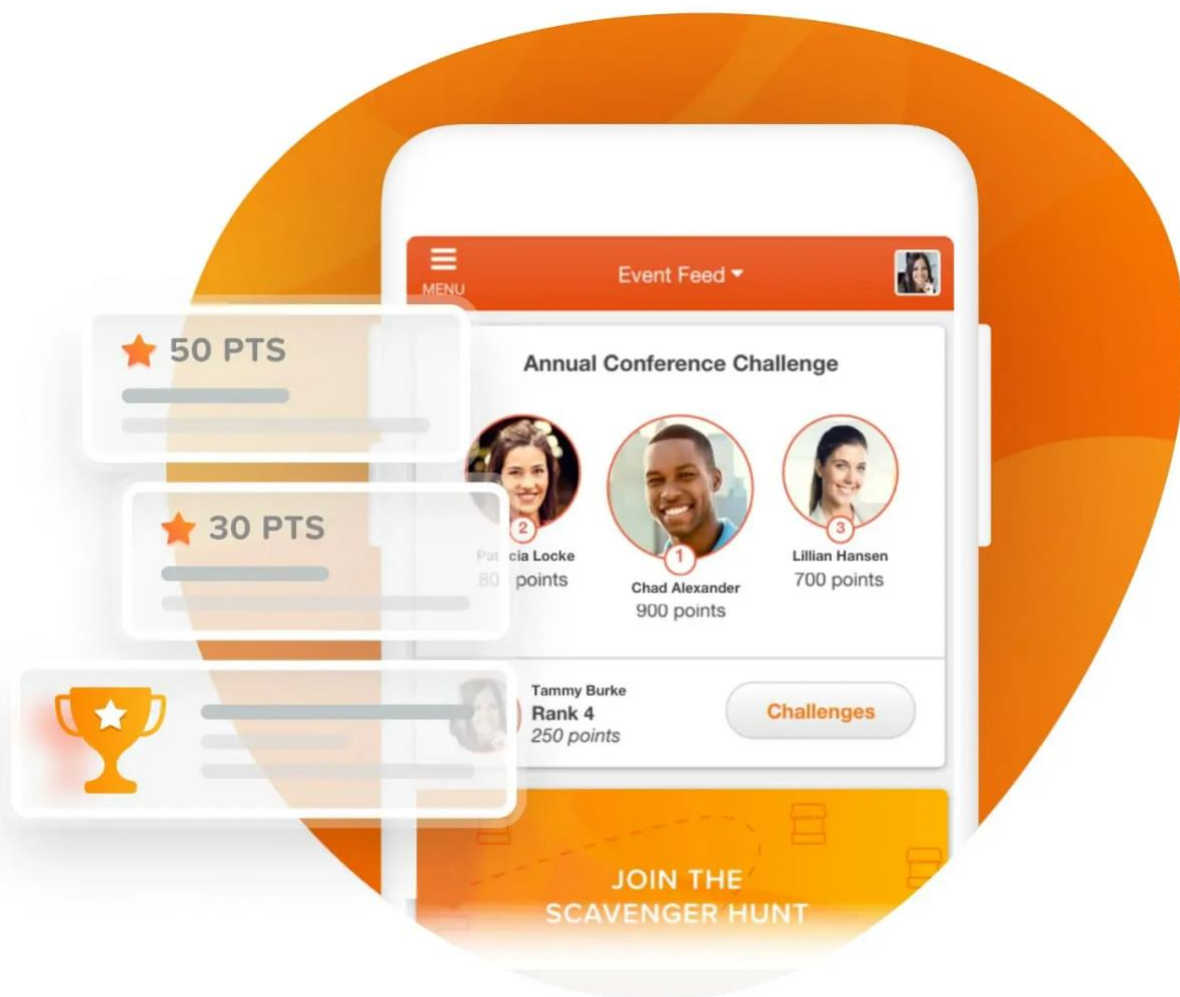 MENU
Event Feed
50 PTS
30 PTS
Annual Conference Challenge
2
Patricia Locke
points
1
Chad Alexander
900 points
3
Lillian Hansen
700 points
Tammy Burke
Rank 4
250 points
Challenges
JOIN THE
SCAVENGER HUNT